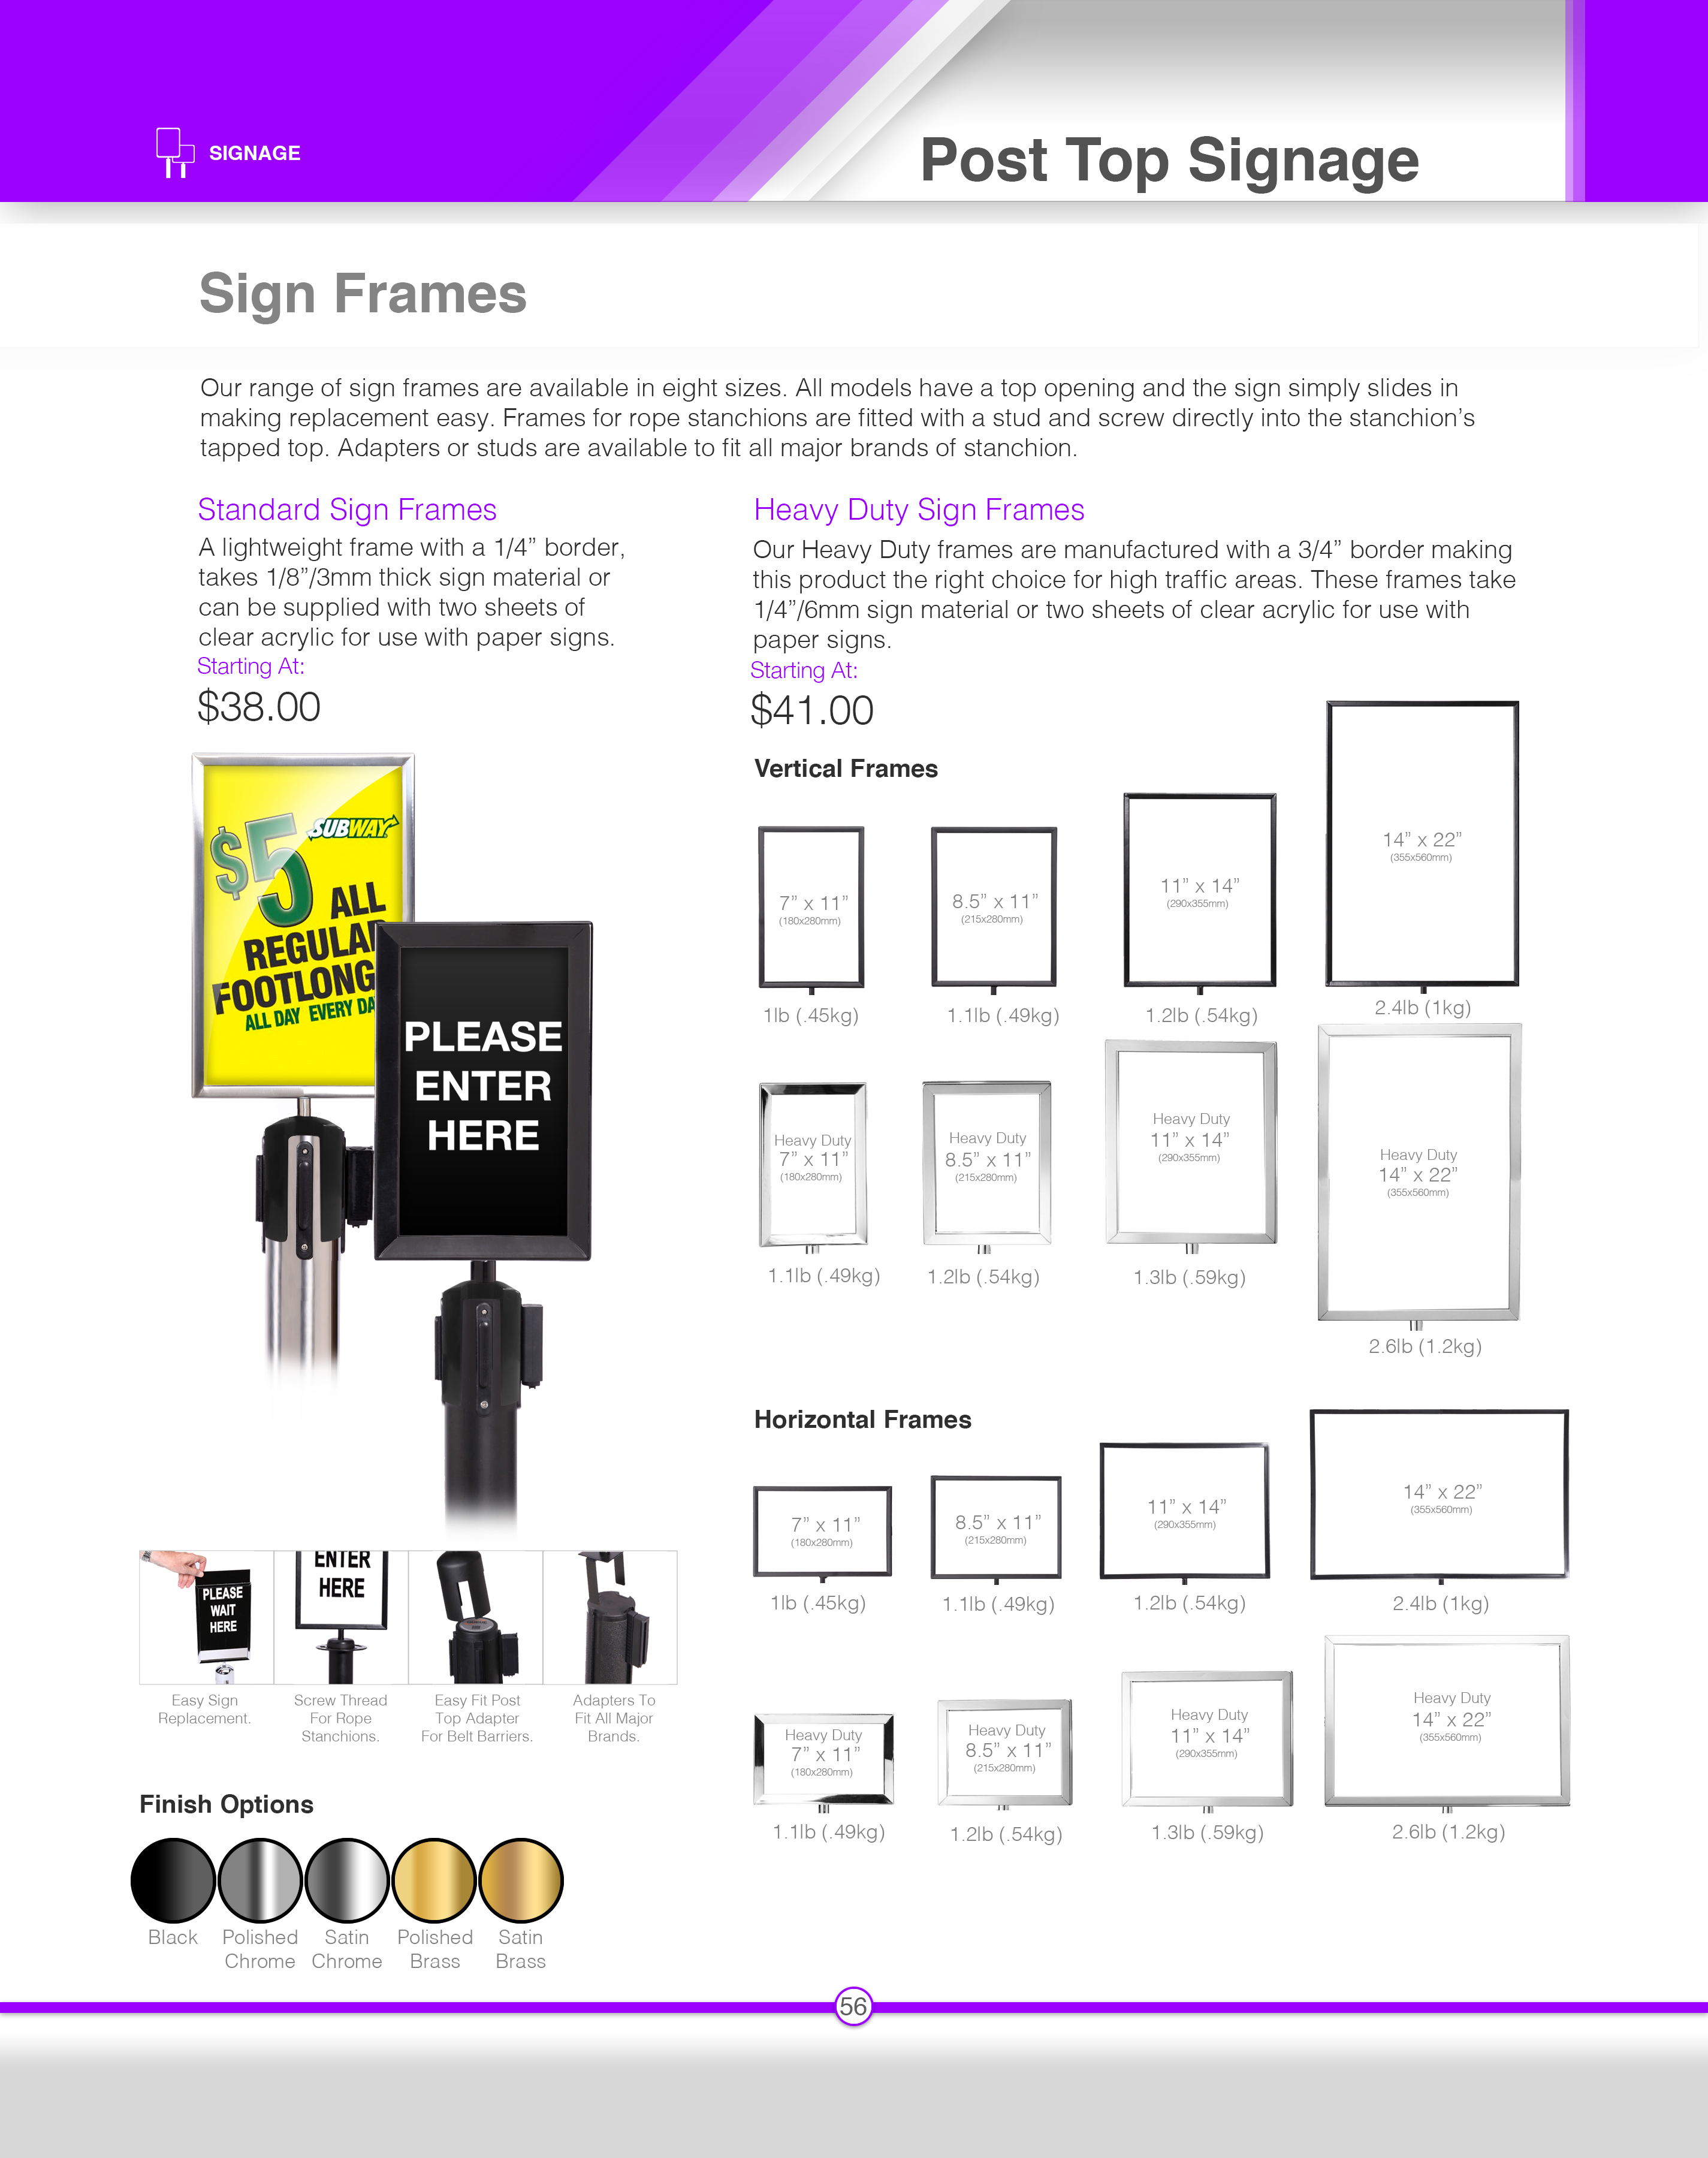 SIGNAGE
Post Top Signage
Sign Frames
Our range of sign frames are available in eight sizes. All models have a top opening and the sign simply slides in
making replacement easy. Frames for rope stanchions are fitted with a stud and screw directly into the stanchion’s
tapped top. Adapters or studs are available to fit all major brands of stanchion.
Standard Sign Frames
A lightweight frame with a 1/4” border,
takes 1/8”/3mm thick sign material or
can be supplied with two sheets of
clear acrylic for use with paper signs.
Starting At:
$38.00
Heavy Duty Sign Frames
Our Heavy Duty frames are manufactured with a 3/4” border making
this product the right choice for high traffic areas. These frames take
1/4”/6mm sign material or two sheets of clear acrylic for use with
paper signs.
Starting At:
$41.00
$5 SUBWAY
ALL
REGULAR
FOOTLONG
ALL DAY EVERY DA
PLEASE
ENTER
HERE
Vertical Frames
7” x 11”
(180x280mm)
1lb (.45kg)
8.5” x 11”
(215x280mm)
1.1lb (.49kg)
11” x 14”
(290x355mm)
1.2lb (.54kg)
14” x 22”
(355x560mm)
2.4lb (1kg)
Heavy Duty
7” x 11”
(180x280mm)
1.1lb (.49kg)
Heavy Duty
8.5” x 11”
(215x280mm)
1.2lb (.54kg)
Heavy Duty
11” x 14”
(290x355mm)
1.3lb (.59kg)
Heavy Duty
14” x 22”
(355x560mm)
2.6lb (1.2kg)
Horizontal Frames
7” x 11”
(180x280mm)
1lb (.45kg)
8.5” x 11”
(215x280mm)
1.1lb (.49kg)
11” x 14”
(290x355mm)
1.2lb (.54kg)
14” x 22”
(355x560mm)
2.4lb (1kg)
Heavy Duty
7” x 11”
(180x280mm)
1.1lb (.49kg)
Heavy Duty
8.5” x 11”
(215x280mm)
1.2lb (.54kg)
Heavy Duty
11” x 14”
(290x355mm)
1.3lb (.59kg)
Heavy Duty
14” x 22”
(355x560mm)
2.6lb (1.2kg)
PLEASE
WAIT
HERE
ENTER
HERE
Easy Sign
Replacement.
Screw Thread
For Rope
Stanchions.
Easy Fit Post
Top Adapter
For Belt Barriers.
Adapters To
Fit All Major
Brands.
Finish Options
Black
Polished
Chrome
Satin
Chrome
Polished
Brass
Satin
Brass
56